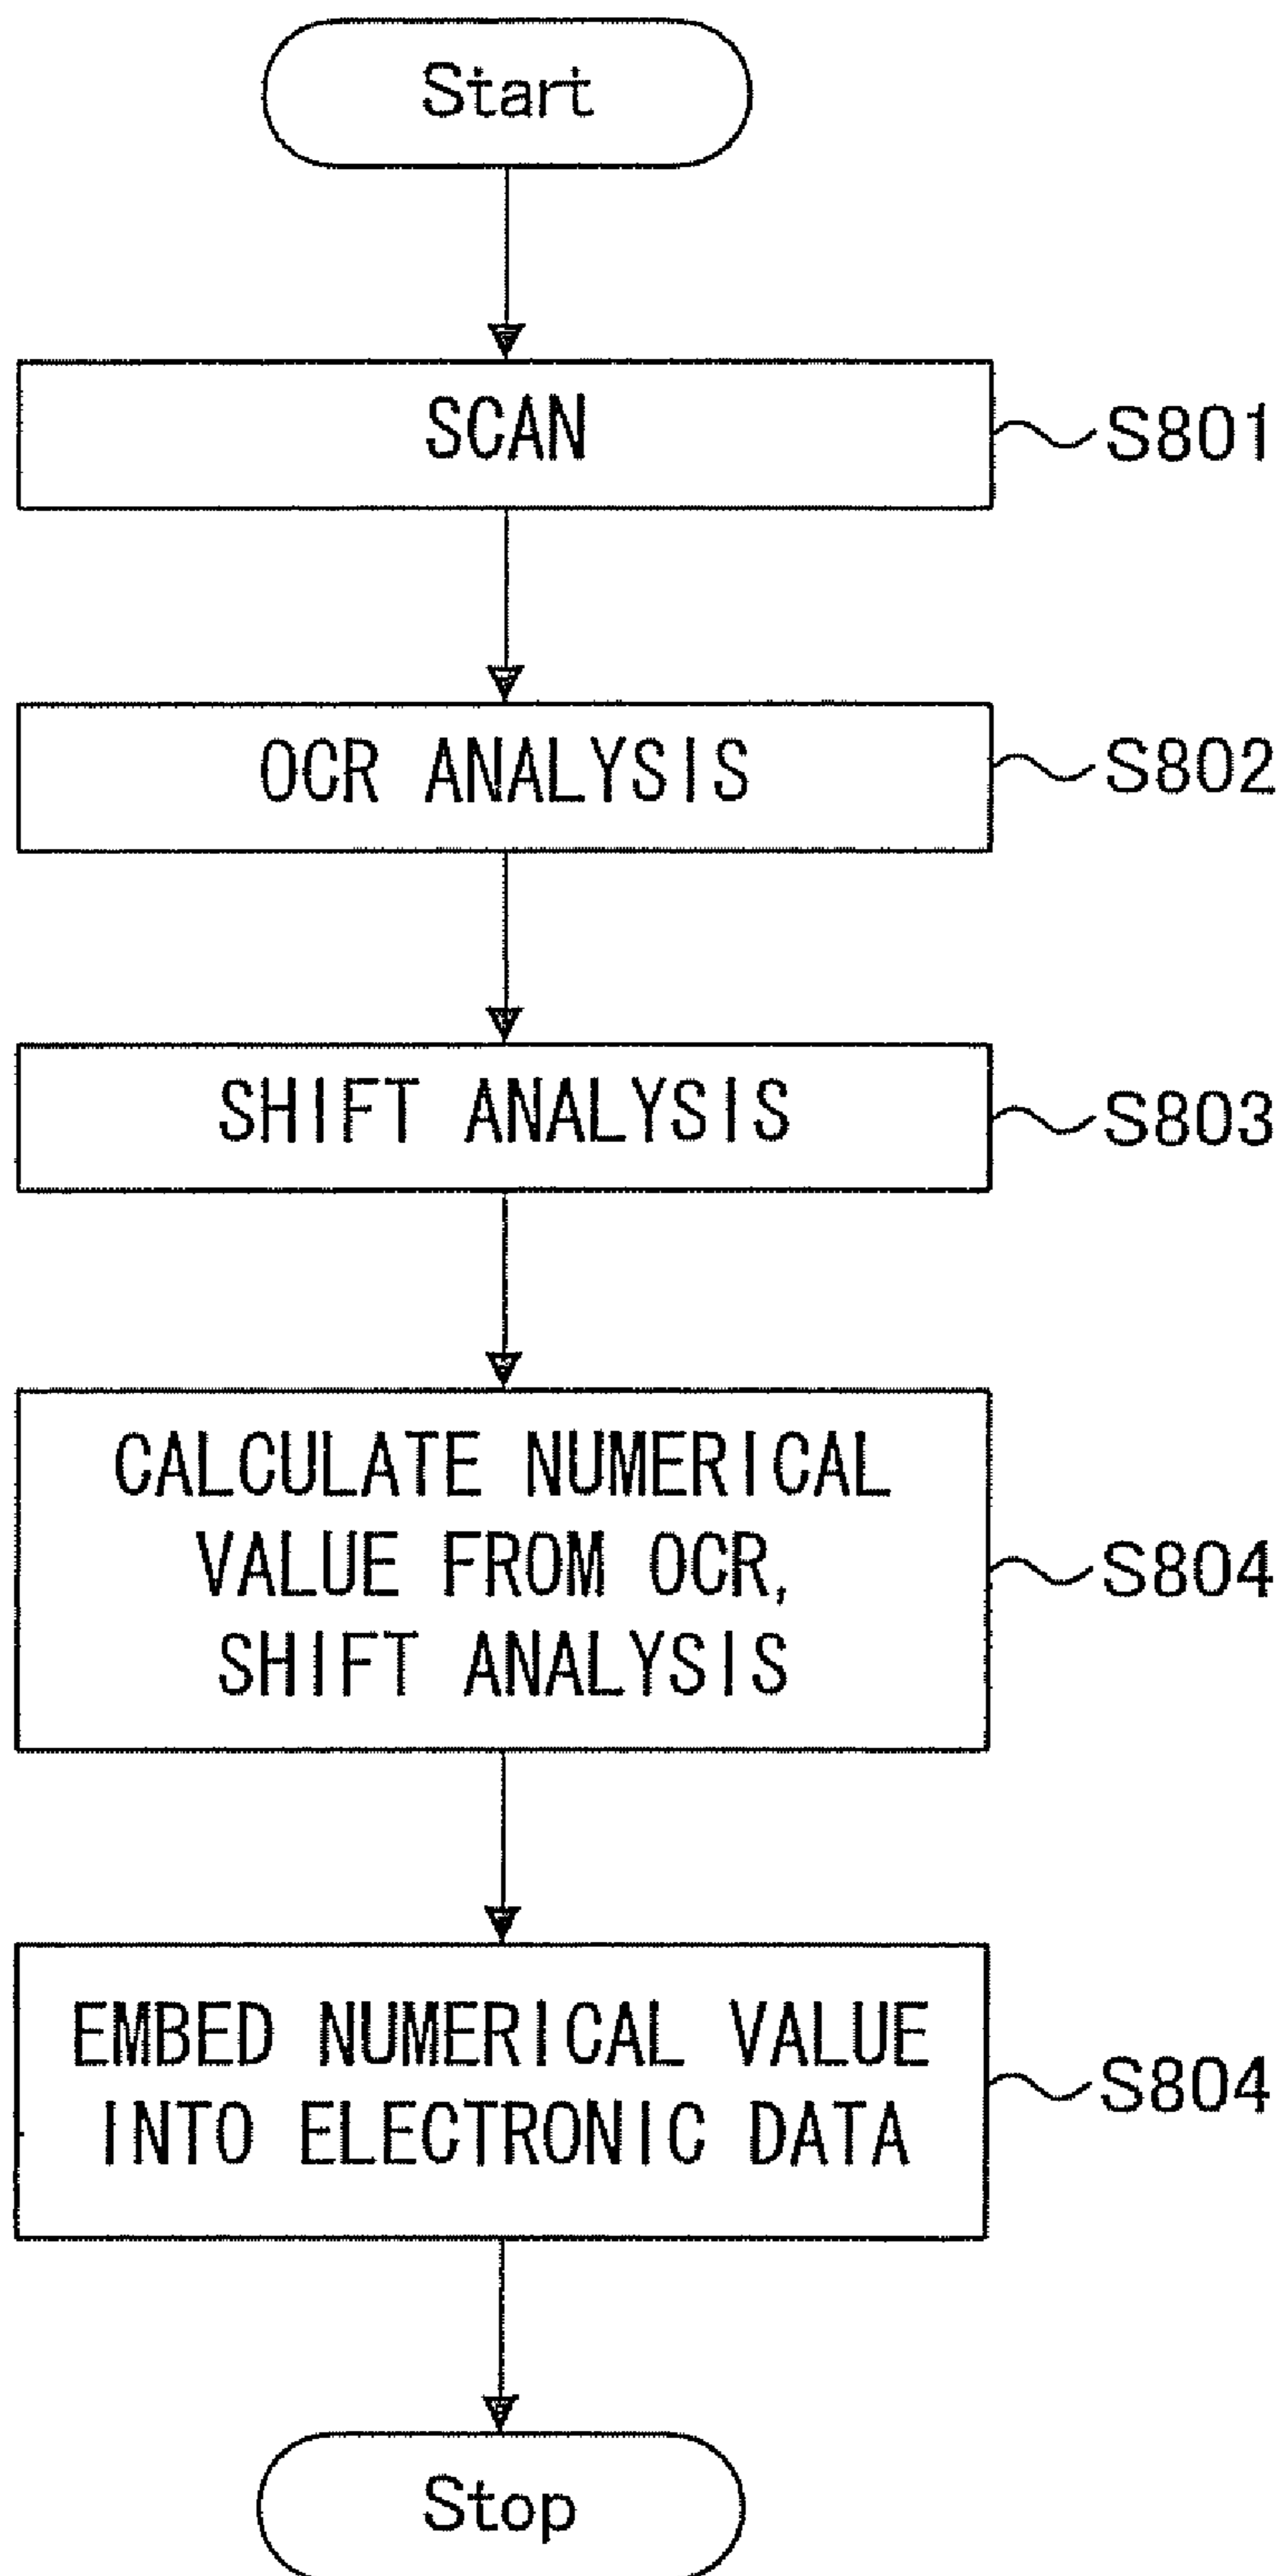 Start
SCAN
S801
OCR ANALYSIS
S802
SHIFT ANALYSIS
S803
CALCULATE NUMERICAL
VALUE FROM OCR,
SHIFT ANALYSIS
S804
EMBED NUMERICAL VALUE
INTO ELECTRONIC DATA
S804
Stop